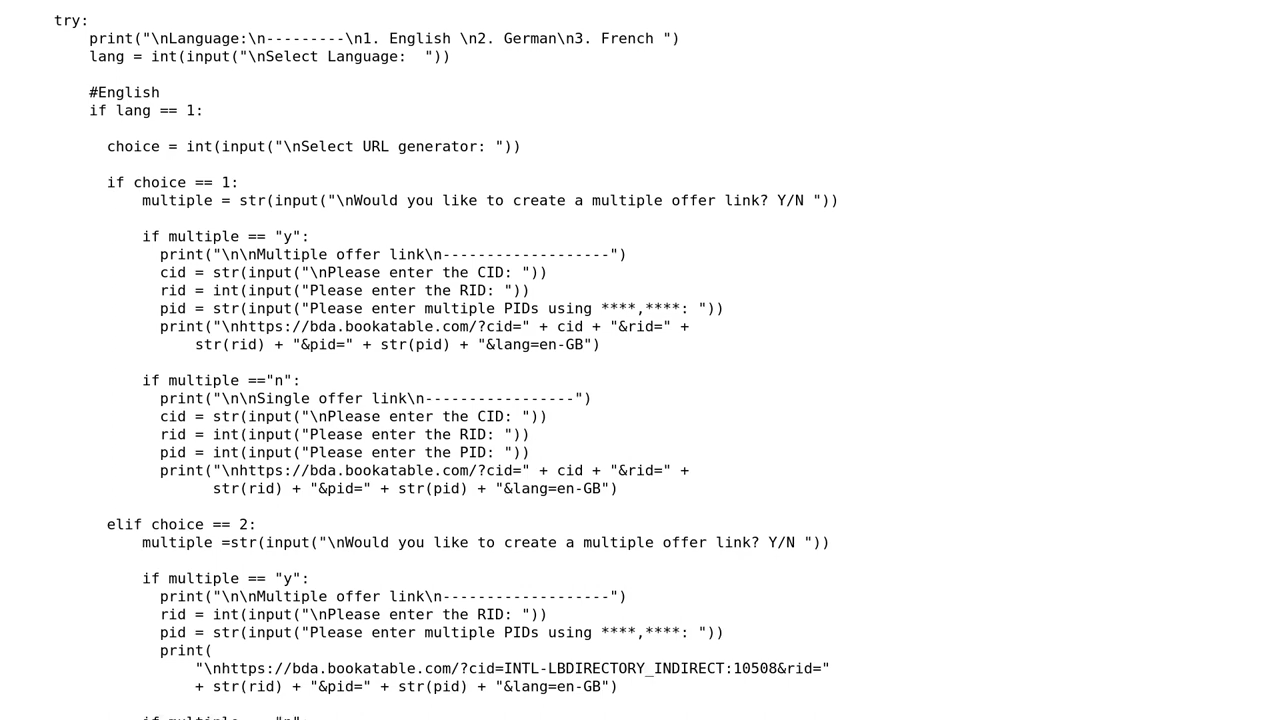 try:
    print("\nLanguage:\n---------\n1. English \n2. German\n3. French ")
    lang = int(input("\nSelect Language:  "))

    #English
    if lang == 1:

      choice = int(input("\nSelect URL generator: "))

      if choice == 1:
          multiple = str(input("\nWould you like to create a multiple offer link? Y/N "))

          if multiple == "y":
            print("\n\nMultiple offer link\n-------------------")
            cid = str(input("\nPlease enter the CID: "))
            rid = int(input("Please enter the RID: "))
            pid = str(input("Please enter multiple PIDs using ****,****: "))
            print("\nhttps://bda.bookatable.com/?cid=" + cid + "&rid=" +
                str(rid) + "&pid=" + str(pid) + "&lang=en-GB")

          if multiple =="n":
            print("\n\nSingle offer link\n-----------------")
            cid = str(input("\nPlease enter the CID: "))
            rid = int(input("Please enter the RID: "))
            pid = int(input("Please enter the PID: "))
            print("\nhttps://bda.bookatable.com/?cid=" + cid + "&rid=" +
                  str(rid) + "&pid=" + str(pid) + "&lang=en-GB")

      elif choice == 2:
          multiple =str(input("\nWould you like to create a multiple offer link? Y/N "))

          if multiple == "y":
            print("\n\nMultiple offer link\n-------------------")
            rid = int(input("\nPlease enter the RID: "))
            pid = str(input("Please enter multiple PIDs using ****,****: "))
            print(
                "\nhttps://bda.bookatable.com/?cid=INTL-LBDIRECTORY_INDIRECT:10508&rid="
                + str(rid) + "&pid=" + str(pid) + "&lang=en-GB")

          if multiple